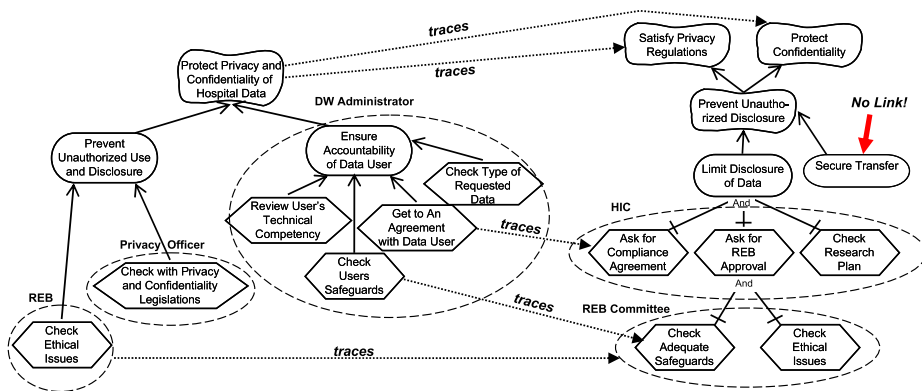 traces
Satisfy Privacy
Regulations
Protect
Confidentiality
Protect Privacy and
Confidentiality of
Hospital Data
traces
DW Administrator
Prevent Unautho-
rized Disclosure
No Link!
Prevent
Unauthorized Use
and Disclosure
Ensure
Accountability
of Data User
Check Type of
Requested
Data
Limit Disclosure
of Data
Secure Transfer
And
Review User's
Technical
Competency
Get to An
Agreement
with Data User
traces
HIC
Ask for
Compliance
Agreement
Ask for
REB
Approval
Check
Research
Plan
Privacy Officer
Check with Privacy
and Confidentiality
Legislations
Check
Users
Safeguards
And
REB
traces
REB Committee
Check
Ethical
Issues
traces
Check
Adequate
Safeguards
Check
Ethical
Issues